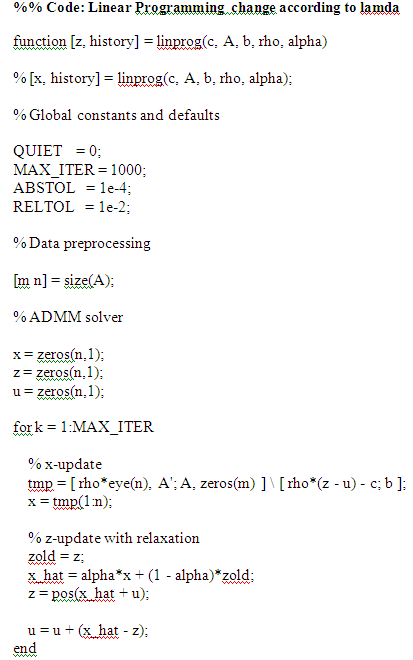 %% Code: Linear Programming change according to lamda
function [z, history] = linprog(c, A, b, rho, alpha)
% [x, history] = linprog(c, A, b, rho, alpha);
% Global constants and defaults
QUIET = 0;
MAX_ITER = 1000;
ABSTOL = 1e-4;
RELTOL = 1e-2;
% Data preprocessing
[m n] = size(A);
% ADMM solver
x = zeros(n,1);
z = zeros(n,1);
u = zeros(n,1);
for k = 1:MAX_ITER
% x-update
tmp = [ rho*eye(n), A'; A, zeros(m) ] \ [ rho*(z - u) - c; b ];
x = tmp(1:n);
% z-update with relaxation
zold = z;
x_hat = alpha*x + (1 - alpha)*zold;
z = pos(x_hat + u);
u = u + (x_hat - z);
end